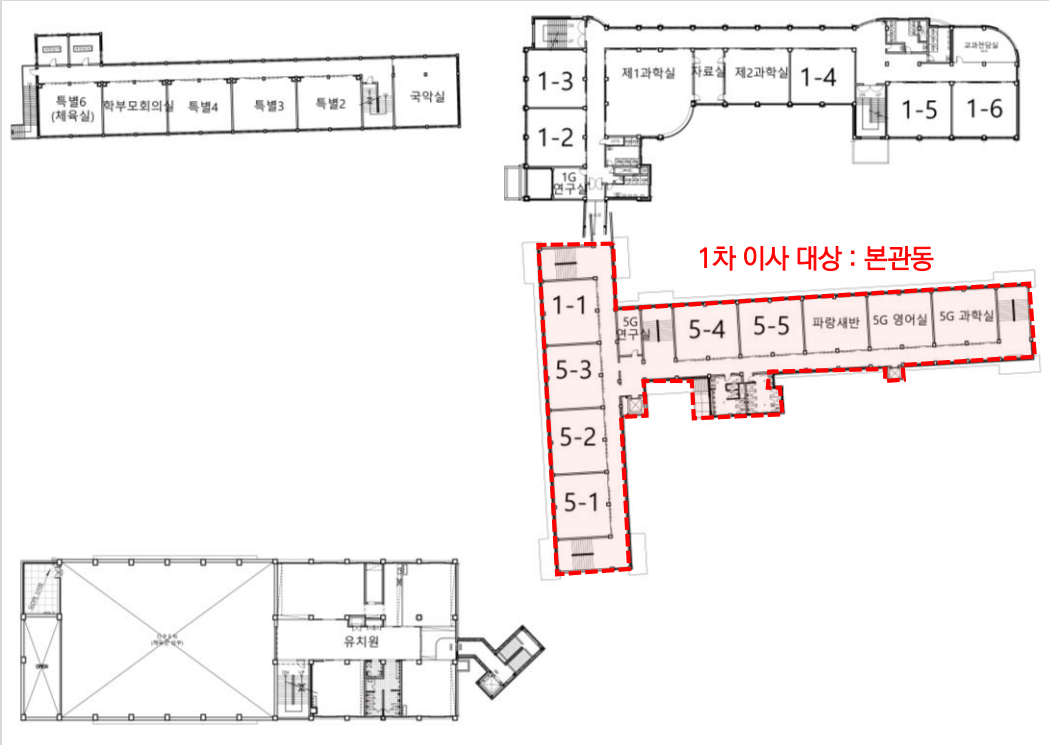 특별6
(체육실)
학부모회의실
특별4
특별3
특별2
국악실
1-3
1-2
1G
연구실
제1과학실
자료실
제2과학실
1-4
교과전담실
1-5
1-6
1차 이사 대상 : 본관동
1-1
5-3
5-2
5-1
5G
연구실
5-4
5-5
파랑새반
5G 영어실
5G 과학실
OPEN
유치원